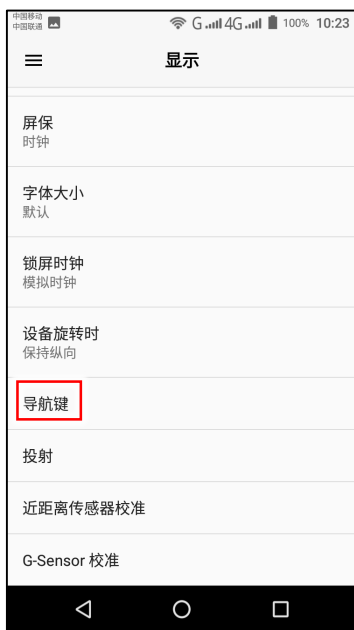 中国移动
中国联通
G 4G 100% 10:23
显示
屏保
时钟
字体大小
默认
锁屏时钟
模拟时钟
设备旋转时
保持纵向
导航键
投射
近距离传感器校准
G-Sensor 校准